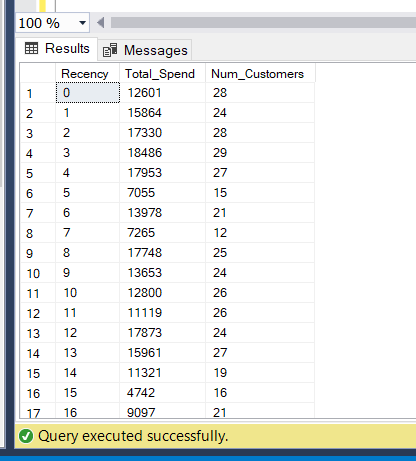 100 %
Results Messages
Recency Total_Spend Num_Customers
1 0 12601 28
2 1 15864 24
3 2 17330 28
4 3 18486 29
5 4 17953 27
6 5 7055 15
7 6 13978 21
8 7 7265 12
9 8 17748 25
10 9 13653 24
11 10 12800 26
12 11 11119 26
13 12 17873 24
14 13 15961 27
15 14 11321 19
16 15 4742 16
17 16 9097 21
Query executed successfully.